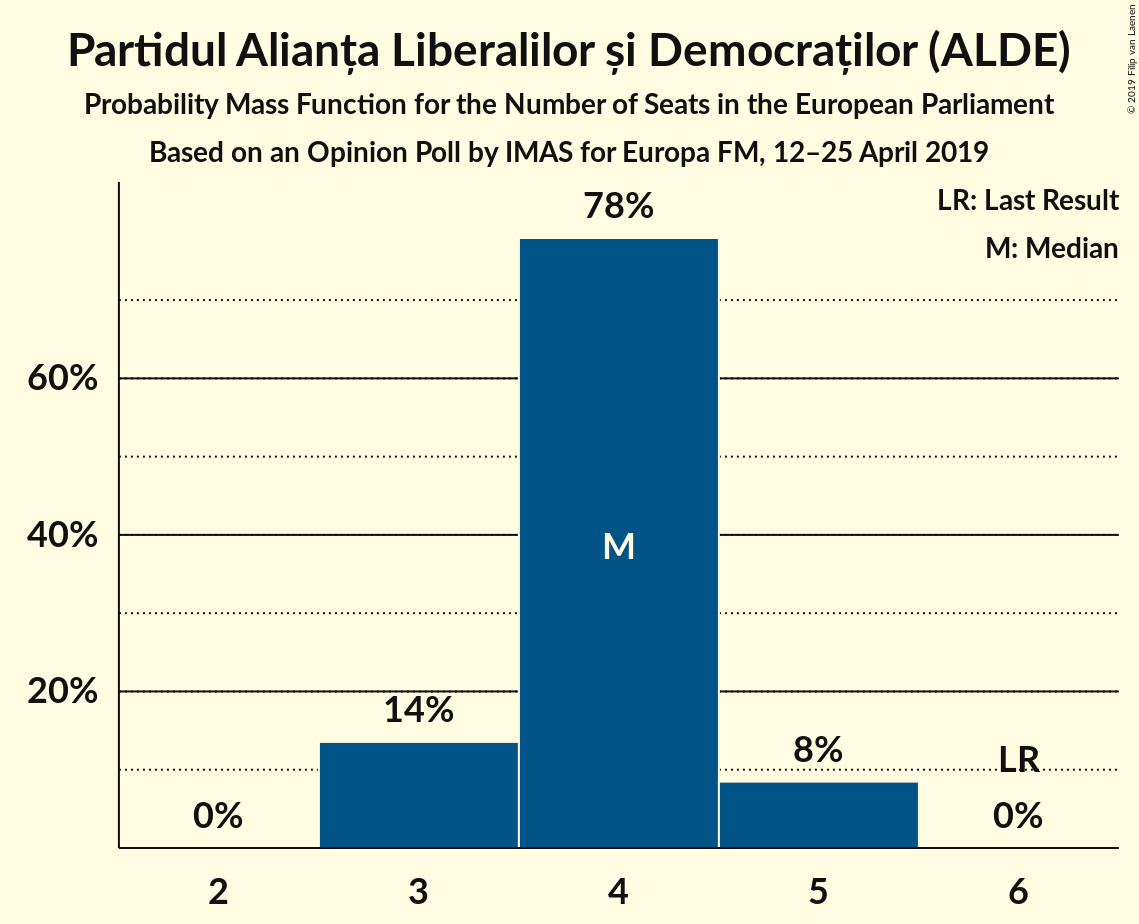 Partidul Alianța Liberalilor și Democraților (ALDE)
Probability Mass Function for the Number of Seats in the European Parliament
Based on an Opinion Poll by IMAS for Europa FM, 12–25 April 2019
© 2019 Filip van Laenen
LR: Last Result
M: Median
78%
60%
40%
M
20%
14%
8%
LR
0%
0%
2 3 4 5 6